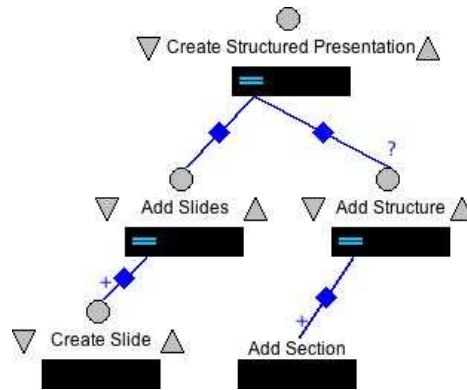 Create Structured Presentation
?
Add Slides
Add Structure
+
+
Create Slide
Add Section